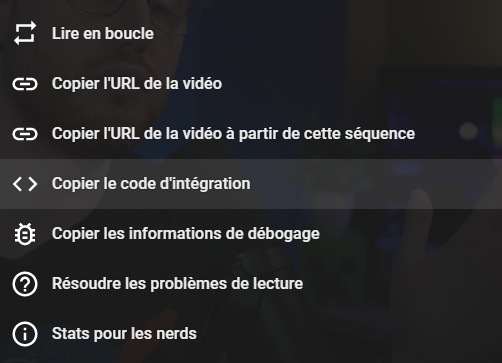 Lire en boucle
Copier l'URL de la vidéo
Copier l'URL de la vidéo à partir de cette séquence
Copier le code d'intégration
Copier les informations de débogage
Résoudre les problèmes de lecture
Stats pour les nerds